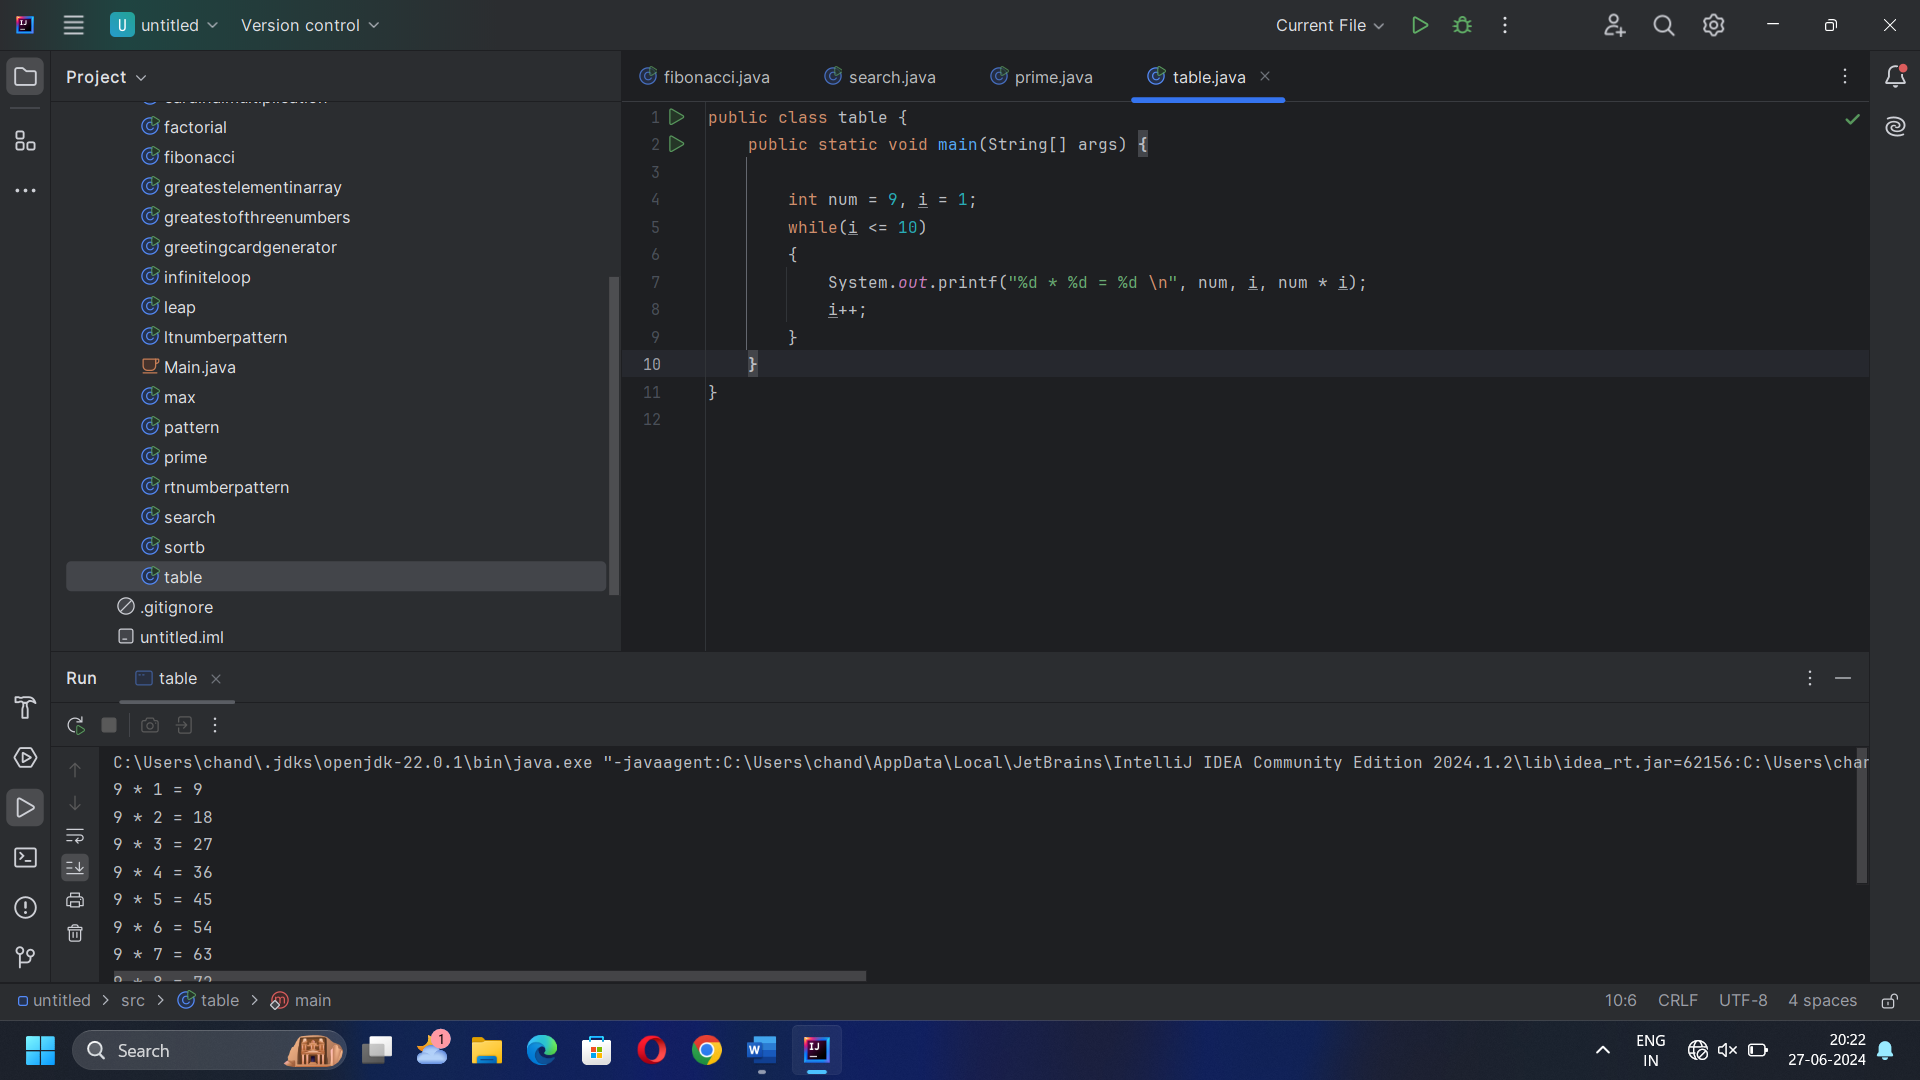 untitled
Version control
Current File
Project
fibonacci.java
search.java
prime.java
table.java
factorial
fibonacci
greatestelementinarray
greatestofthreenumbers
greetingcardgenerator
infiniteloop
leap
ltnumberpattern
Main.java
max
pattern
prime
rtnumberpattern
search
sortb
table
.gitignore
untitled.iml
1 public class table {
2 public static void main(String[] args) {
3
4 int num = 9, i = 1;
5 while(i <= 10)
6 {
7 System.out.printf("%d * %d = %d \n", num, i, num * i);
8 i++;
9 }
10 }
11 }
12
Run
table
C:\Users\chand\.jdks\openjdk-22.0.1\bin\java.exe "-javaagent:C:\Users\chand\AppData\Local\JetBrains\IntelliJ IDEA Community Edition 2024.1.2\lib\idea_rt.jar=62156:C:\Users\char
9 * 1 = 9
9 * 2 = 18
9 * 3 = 27
9 * 4 = 36
9 * 5 = 45
9 * 6 = 54
9 * 7 = 63
9 * 8 = 72
untitled > src > table > main
10:6 CRLF UTF-8 4 spaces
Search
1
ENG
IN
20:22
27-06-2024